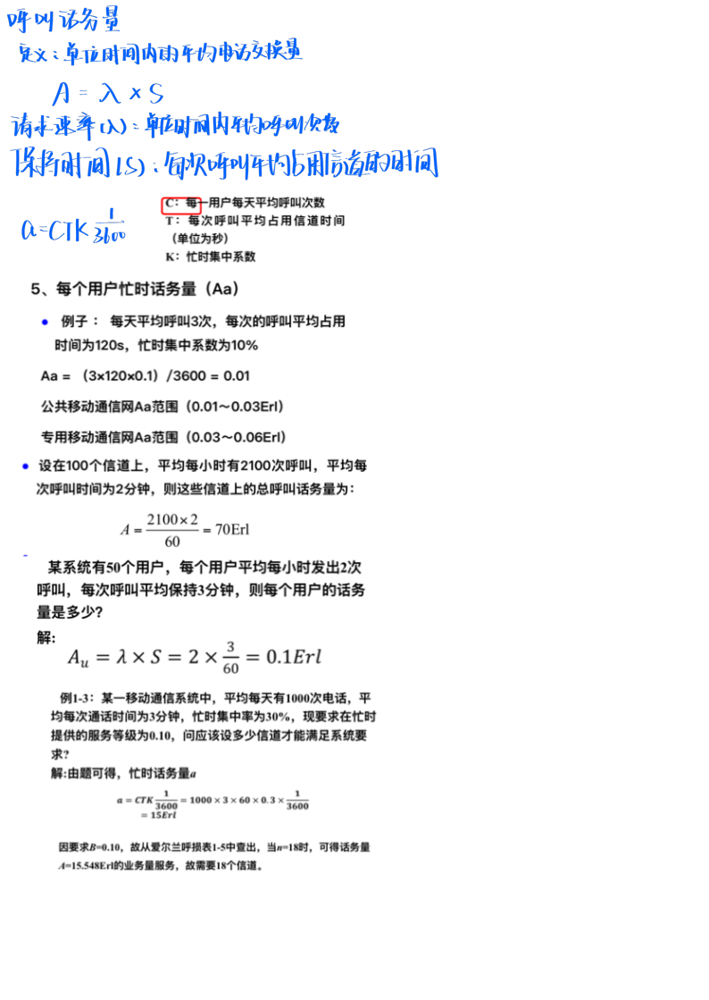 呼叫话务量
定义:单位时间内的平均电话交换量
A = λ × S
请求速率(λ):单位时间内平均呼叫次数
保持时间(S):每次呼叫平均占用信道的时间
a=CTK 1/3600
C:每一用户每天平均呼叫次数
T:每次呼叫平均占用信道时间
(单位为秒)
K:忙时集中系数
5、每个用户忙时话务量(Aa)
• 例子: 每天平均呼叫3次,每次的呼叫平均占用
时间为120s,忙时集中系数为10%
Aa = (3×120×0.1)/3600 = 0.01
公共移动通信网Aa范围(0.01~0.03Erl)
专用移动通信网Aa范围(0.03~0.06Erl)
• 设在100个信道上,平均每小时有2100次呼叫,平均每
次呼叫时间为2分钟,则这些信道上的总呼叫话务量为:
A = 2100×2/60 = 70Erl
某系统有50个用户,每个用户平均每小时发出2次
呼叫,每次呼叫平均保持3分钟,则每个用户的话务
量是多少?
解:
Aᵤ = λ × S = 2 × 3/60 = 0.1Erl
例1-3:某一移动通信系统中,平均每天有1000次电话,平
均每次通话时间为3分钟,忙时集中率为30%,现要求在忙时
提供的服务等级为0.10,问应该设多少信道才能满足系统要
求?
解:由题可得,忙时话务量a
a = CTK 1/3600 = 1000 × 3 × 60 × 0.3 × 1/3600
= 15Erl
因要求B=0.10,故从爱尔兰呼损表1-5中查出,当n=18时,可得话务量
A=15.548Erl的业务量服务,故需要18个信道。